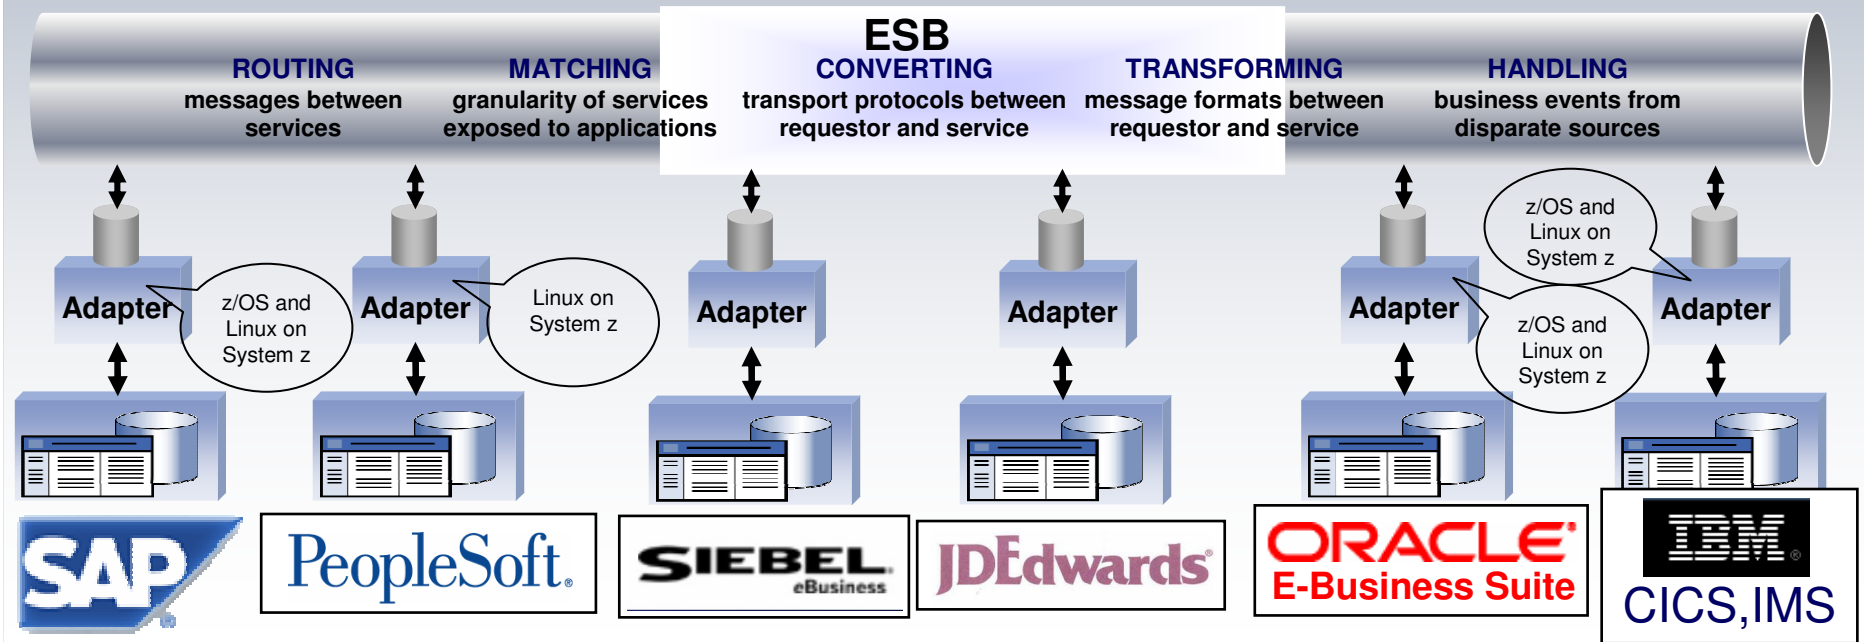 ESB
ROUTING
messages between
services
MATCHING
granularity of services
exposed to applications
CONVERTING
transport protocols between
requestor and service
TRANSFORMING
message formats between
requestor and service
HANDLING
business events from
disparate sources
Adapter
z/OS and
Linux on
System z
Adapter
Linux on
System z
Adapter
Adapter
Adapter
z/OS and
Linux on
System z
z/OS and
Linux on
System z
Adapter
SAP®
PeopleSoft.
SIEBEL.
eBusiness
JDEdwards®
ORACLE®
E-Business Suite
IBM®
CICS,IMS